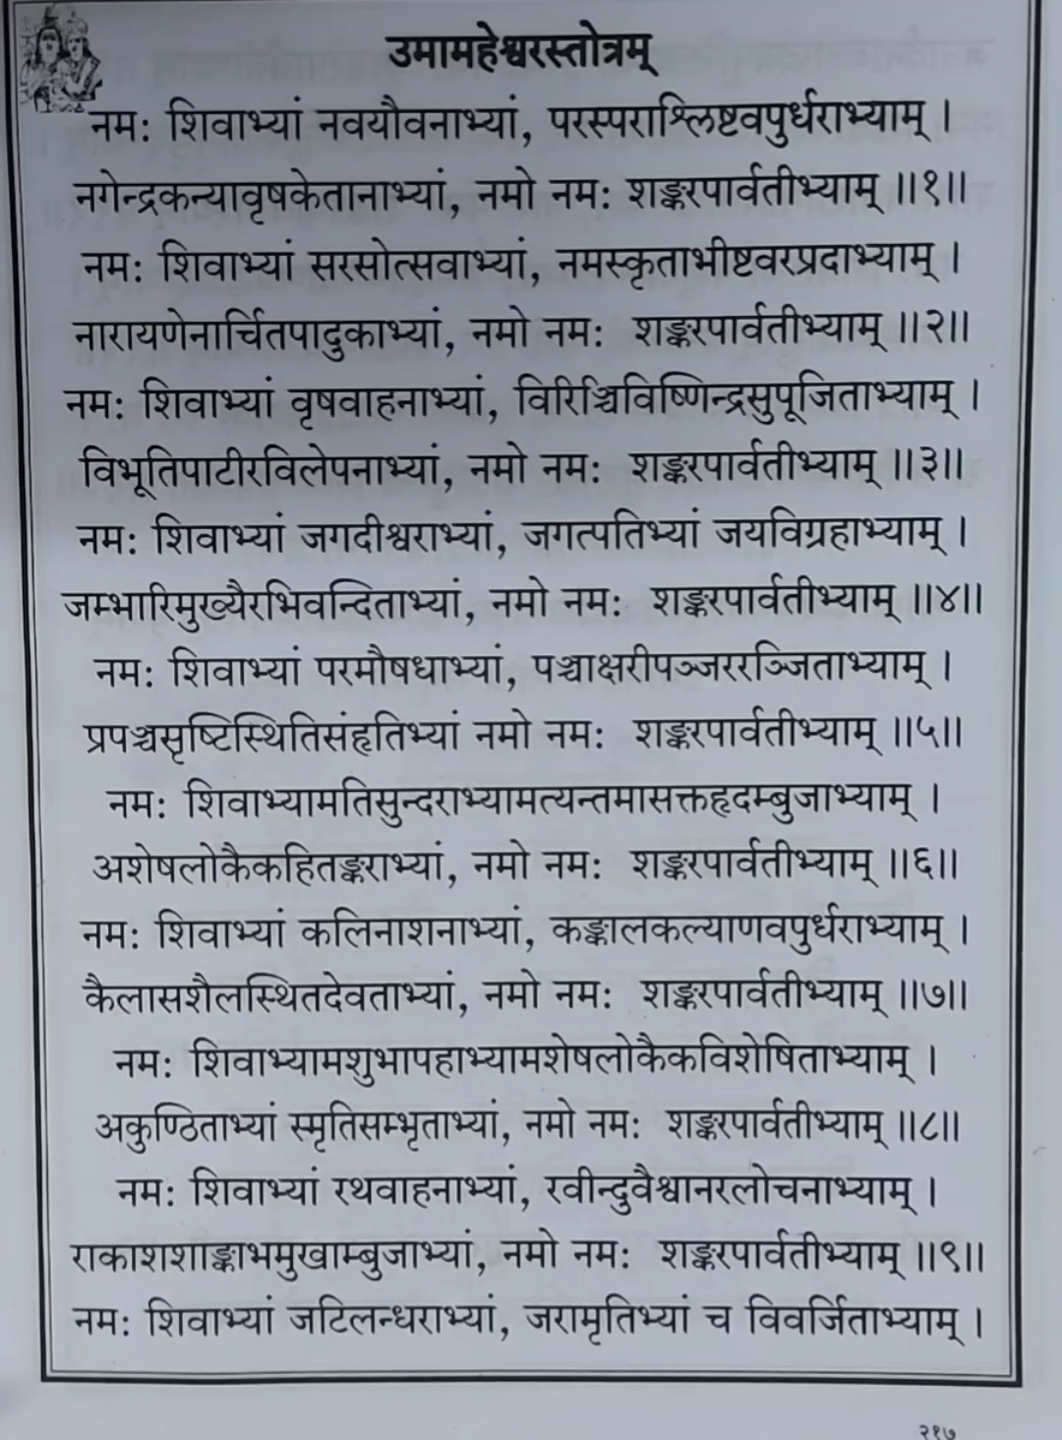 उमामहेश्वरस्तोत्रम्
नमः शिवाभ्यां नवयौवनाभ्यां, परस्पराश्लिष्टवपुर्धराभ्याम् ।
नगेन्द्रकन्यावृषकेतानाभ्यां, नमो नमः शङ्करपार्वतीभ्याम् ॥१॥
नमः शिवाभ्यां सरसोत्सवाभ्यां, नमस्कृताभीष्टवरप्रदाभ्याम् ।
नारायणेनार्चितपादुकाभ्यां, नमो नमः शङ्करपार्वतीभ्याम् ॥२॥
नमः शिवाभ्यां वृषवाहनाभ्यां, विरिञ्चिविष्णिन्द्रसुपूजिताभ्याम् ।
विभूतिपाटीरविलेपनाभ्यां, नमो नमः शङ्करपार्वतीभ्याम् ॥३॥
नमः शिवाभ्यां जगदीश्वराभ्यां, जगत्पतिभ्यां जयविग्रहाभ्याम् ।
जम्भारिमुख्यैरभिवन्दिताभ्यां, नमो नमः शङ्करपार्वतीभ्याम् ॥४॥
नमः शिवाभ्यां परमौषधाभ्यां, पञ्चाक्षरीपञ्जररञ्जिताभ्याम् ।
प्रपञ्चसृष्टिस्थितिसंहृतिभ्यां नमो नमः शङ्करपार्वतीभ्याम् ॥५॥
नमः शिवाभ्यामतिसुन्दराभ्यामत्यन्तमासक्तहृदम्बुजाभ्याम् ।
अशेषलोकैकहितङ्कराभ्यां, नमो नमः शङ्करपार्वतीभ्याम् ॥६॥
नमः शिवाभ्यां कलिनाशनाभ्यां, कङ्कालकल्याणवपुर्धराभ्याम् ।
कैलासशैलस्थितदेवताभ्यां, नमो नमः शङ्करपार्वतीभ्याम् ॥७॥
नमः शिवाभ्यामशुभापहाभ्यामशेषलोकैकविशेषिताभ्याम् ।
अकुण्ठिताभ्यां स्मृतिसम्भृताभ्यां, नमो नमः शङ्करपार्वतीभ्याम् ॥८॥
नमः शिवाभ्यां रथवाहनाभ्यां, रवीन्दुवैश्वानरलोचनाभ्याम् ।
राकाशशाङ्काभमुखाम्बुजाभ्यां, नमो नमः शङ्करपार्वतीभ्याम् ॥९॥
नमः शिवाभ्यां जटिलन्धराभ्यां, जरामृतिभ्यां च विवर्जिताभ्याम् ।
२१७